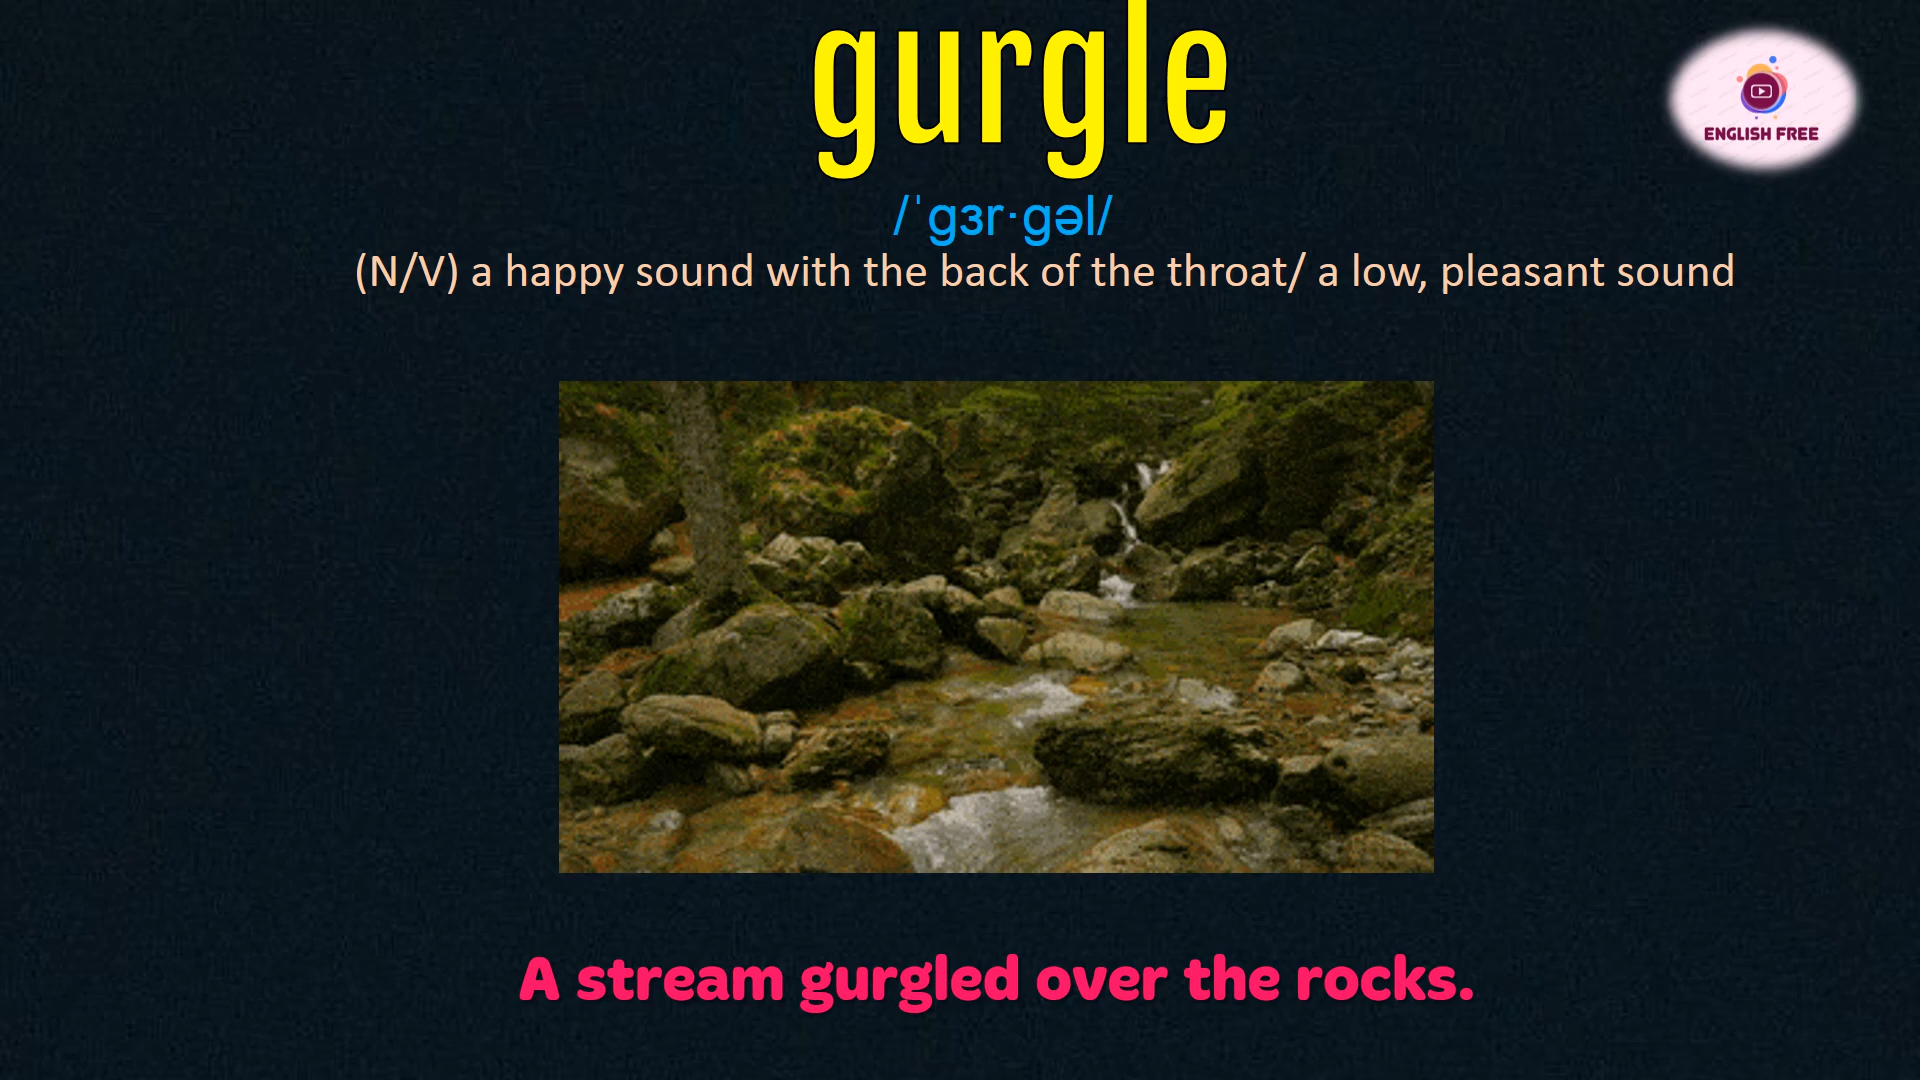 gurgle
ENGLISH FREE
/ˈgɜr·gəl/
(N/V) a happy sound with the back of the throat/ a low, pleasant sound
A stream gurgled over the rocks.